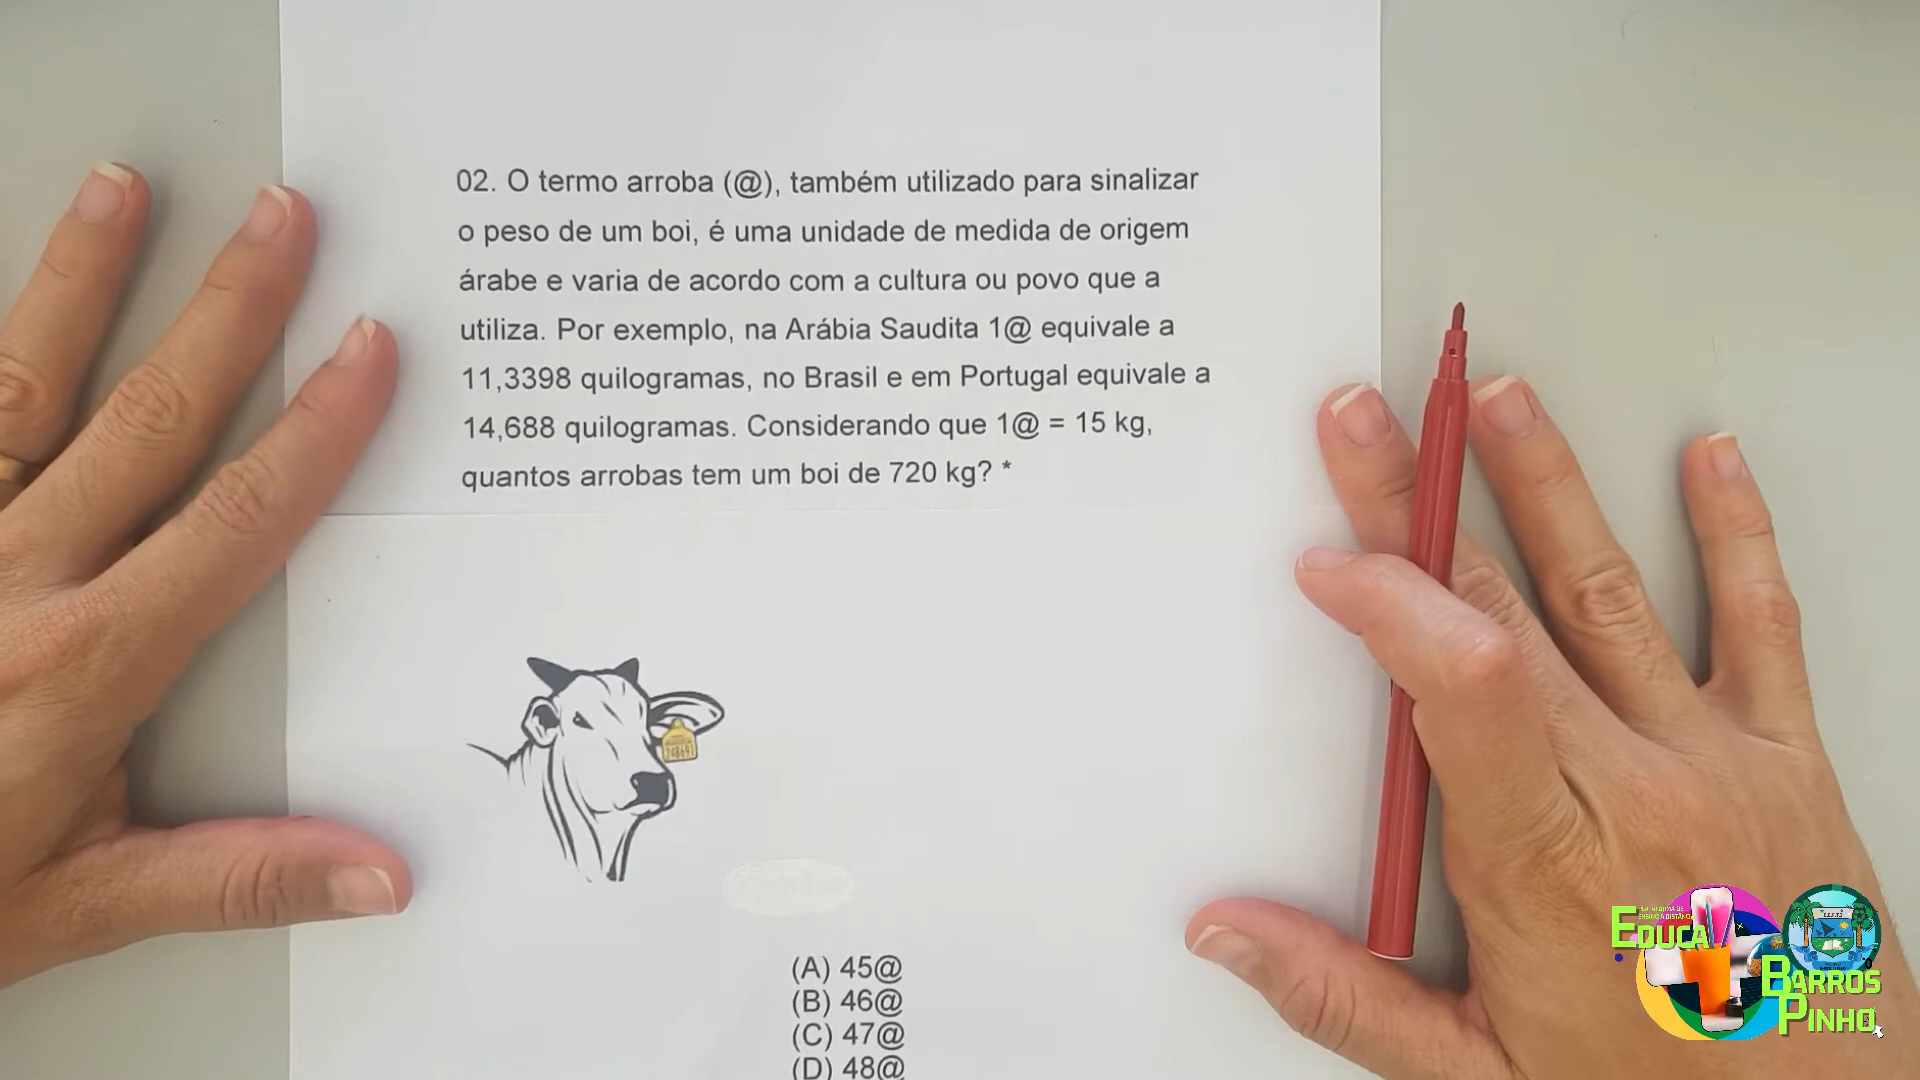 02. O termo arroba (@), também utilizado para sinalizar
o peso de um boi, é uma unidade de medida de origem
árabe e varia de acordo com a cultura ou povo que a
utiliza. Por exemplo, na Arábia Saudita 1@ equivale a
11,3398 quilogramas, no Brasil e em Portugal equivale a
14,688 quilogramas. Considerando que 1@ = 15 kg,
quantos arrobas tem um boi de 720 kg? *
(A) 45@
(B) 46@
(C) 47@
(D) 48@
ENSINO A DISTÂNCIA
EDUCA
BARROS
PINHO